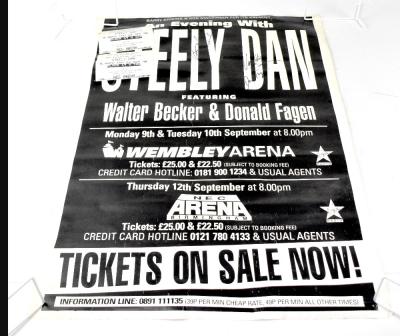 An Evening With
STEELY DAN
FEATURING
Walter Becker & Donald Fagen
Monday 9th & Tuesday 10th September at 8.00pm
WEMBLEY ARENA
Tickets: £25.00 & £22.50 (SUBJECT TO BOOKING FEE)
CREDIT CARD HOTLINE: 0181 900 1234 & USUAL AGENTS
Thursday 12th September at 8.00pm
NEC
ARENA
BIRMINGHAM
Tickets: £25.00 & £22.50 (SUBJECT TO BOOKING FEE)
CREDIT CARD HOTLINE: 0121 780 4133 & USUAL AGENTS
TICKETS ON SALE NOW!
INFORMATION LINE: 0891 111135 (39P PER MIN CHEAP RATE, 49P PER MIN ALL OTHER TIMES)